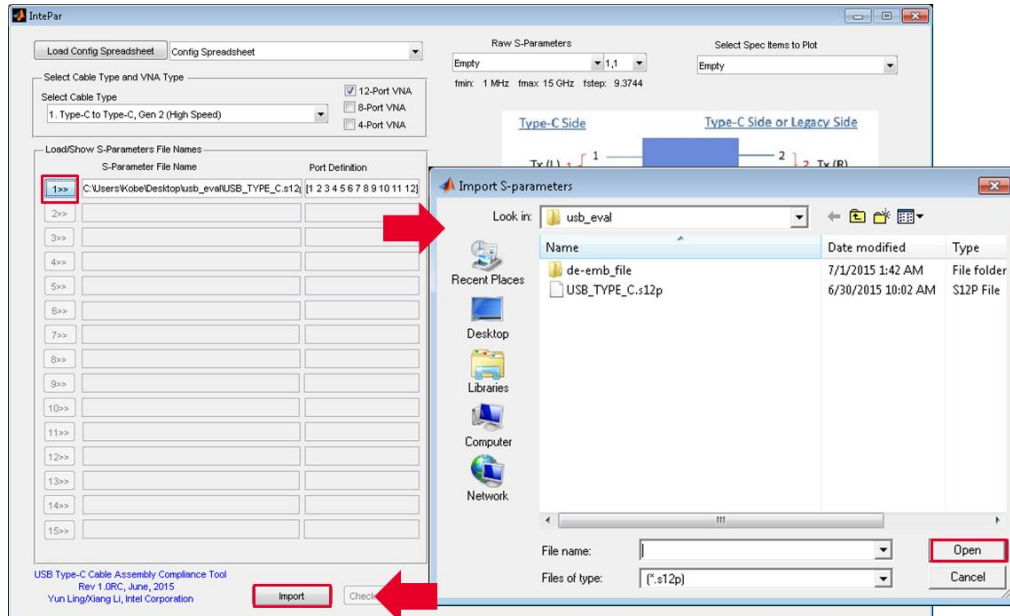 IntePar
Load Config Spreadsheet
Config Spreadsheet
Select Cable Type and VNA Type
Select Cable Type
1. Type-C to Type-C, Gen 2 (High Speed)
12-Port VNA
8-Port VNA
4-Port VNA
Load/Show S-Parameters File Names
S-Parameter File Name
Port Definition
1>>
C:\Users\Kobe\Desktop\usb_eval\USB_TYPE_C.s12p
[1 2 3 4 5 6 7 8 9 10 11 12]
2>>
3>>
4>>
5>>
6>>
7>>
8>>
9>>
10>>
11>>
12>>
13>>
14>>
15>>
USB Type-C Cable Assembly Compliance Tool
Rev 1.0RC, June, 2015
Yun Ling/Xiang Li, Intel Corporation
Import
Check
Raw S-Parameters
Empty
1,1
fmin: 1 MHz fmax: 15 GHz fstep: 9.3744
Select Spec Items to Plot
Empty
Type-C Side
Type-C Side or Legacy Side
Tx (L) 1
1
2
2 Tx (R)
Import S-parameters
Look in:
usb_eval
Name
Date modified
Type
de-emb_file
7/1/2015 1:42 AM
File folder
USB_TYPE_C.s12p
6/30/2015 10:02 AM
S12P File
Recent Places
Desktop
Libraries
Computer
Network
File name:
Open
Files of type:
(*.s12p)
Cancel